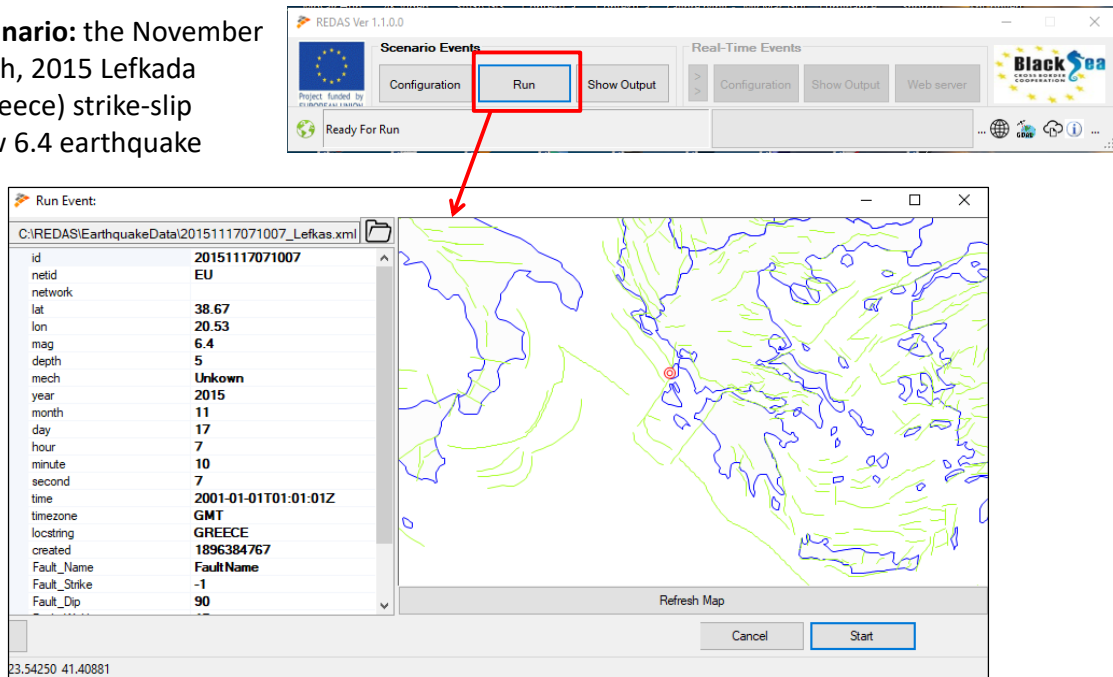 nario: the November
h, 2015 Lefkada
eece) strike-slip
6.4 earthquake
REDAS Ver 1.1.0.0
Scenario Events
Real-Time Events
Configuration
Run
Show Output
>
>
Configuration
Show Output
Web server
Project funded by
EUROPEAN UNION
Black Sea
CROSS BORDER
COOPERATION
Ready For Run
...
...
Run Event:
C:\REDAS\EarthquakeData\20151117071007_Lefkas.xml
id 20151117071007
netid EU
network
lat 38.67
lon 20.53
mag 6.4
depth 5
mech Unkown
year 2015
month 11
day 17
hour 7
minute 10
second 7
time 2001-01-01T01:01:01Z
timezone GMT
locstring GREECE
created 1896384767
Fault_Name FaultName
Fault_Strike -1
Fault_Dip 90
Refresh Map
Cancel
Start
23.54250 41.40881